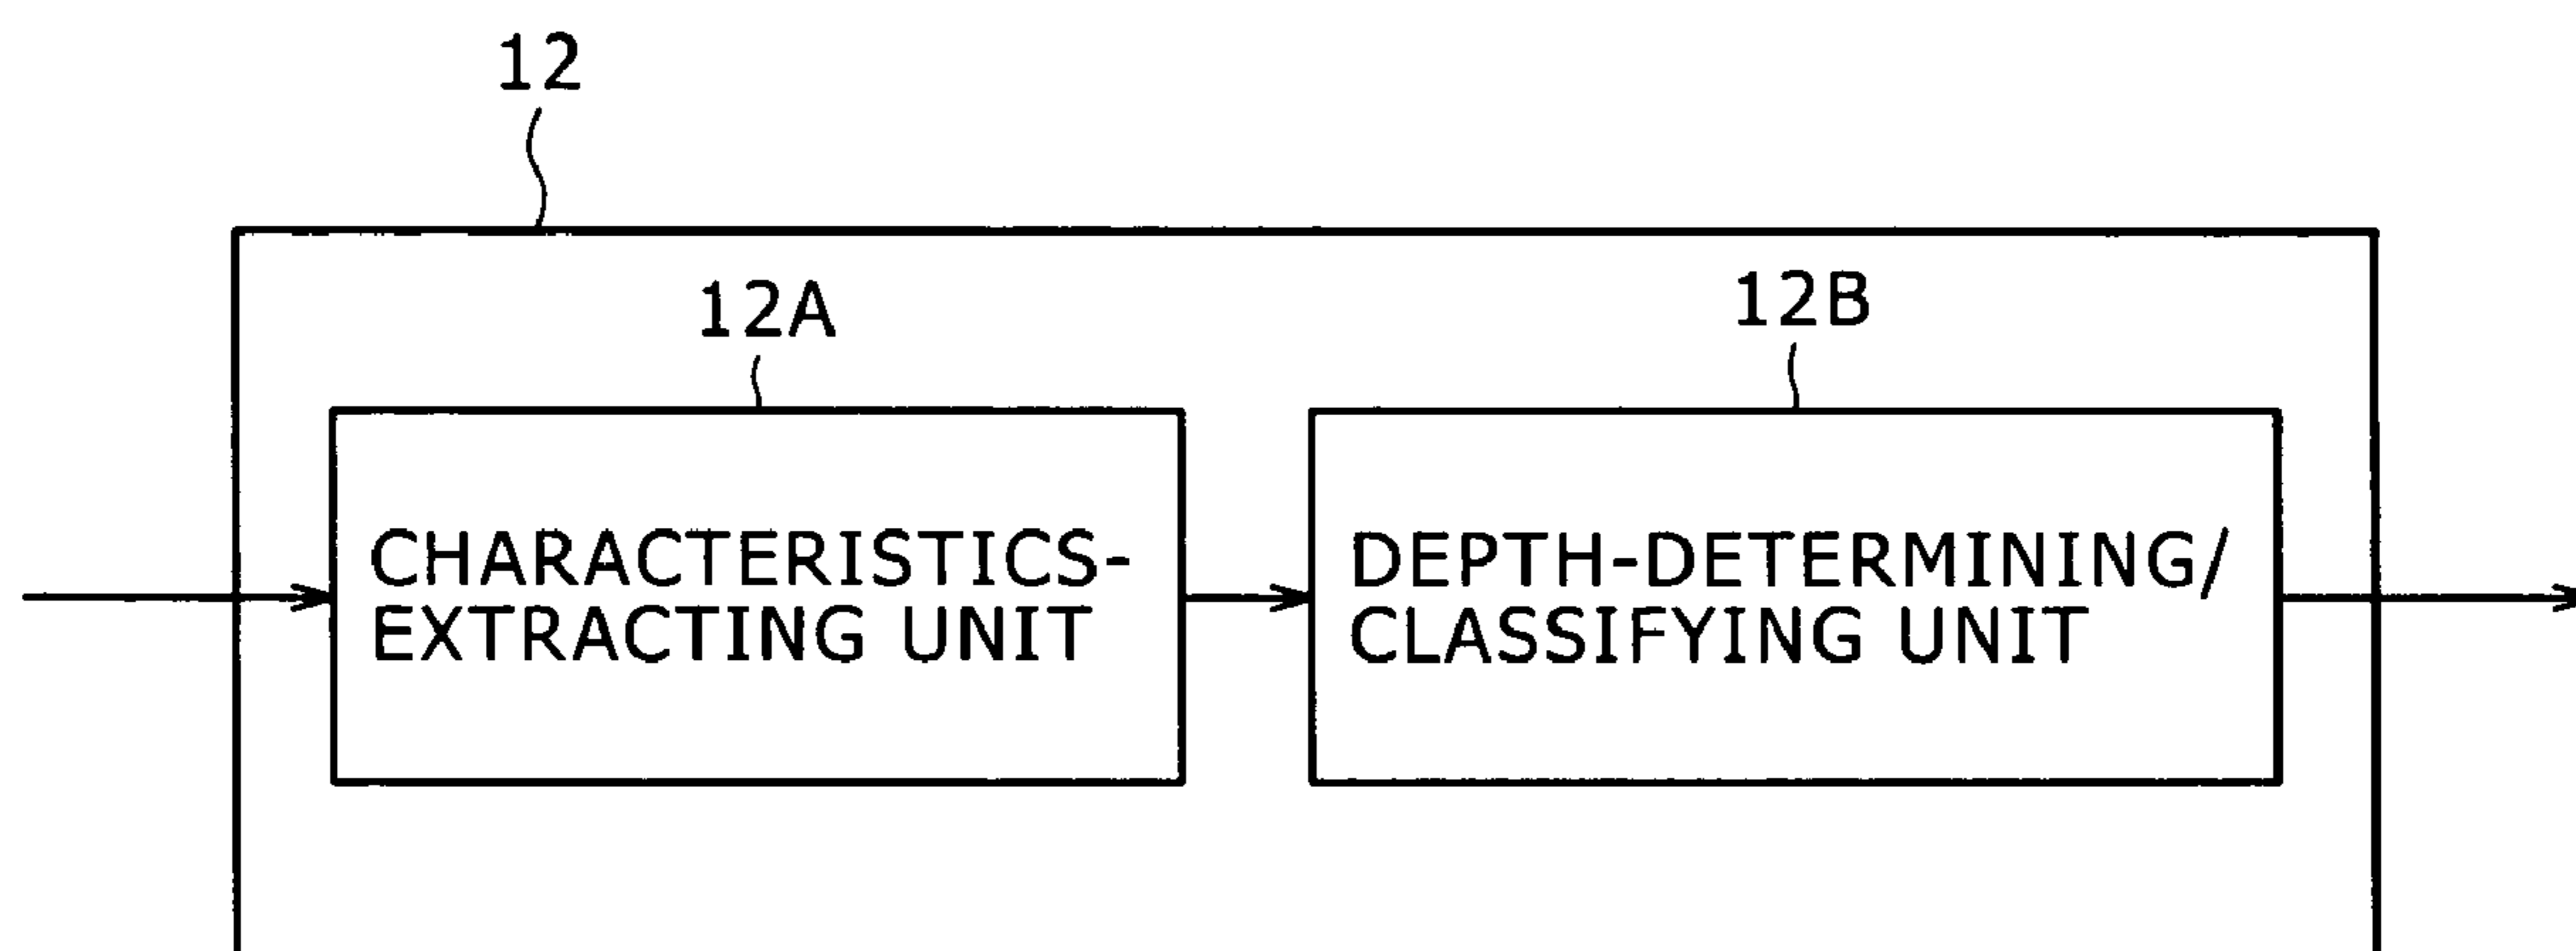 12
12A
12B
CHARACTERISTICS-
EXTRACTING UNIT
DEPTH-DETERMINING/
CLASSIFYING UNIT